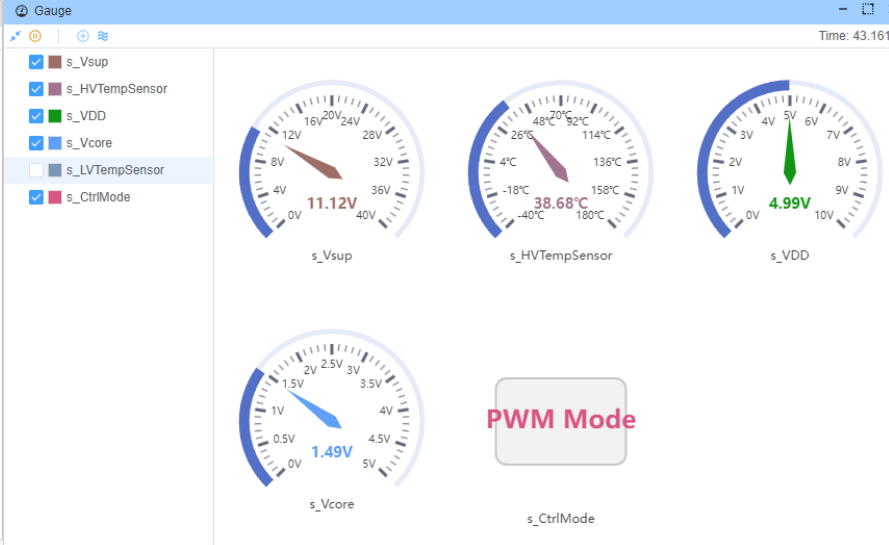 Gauge
Time: 43.161
s_Vsup
s_HVTempSensor
s_VDD
s_Vcore
s_LVTempSensor
s_CtrlMode
0V 4V 8V 12V 16V 20V 24V 28V 32V 36V 40V
11.12V
s_Vsup
-40℃ -18℃ 4℃ 26℃ 48℃ 70℃ 92℃ 114℃ 136℃ 158℃ 180℃
38.68℃
s_HVTempSensor
0V 1V 2V 3V 4V 5V 6V 7V 8V 9V 10V
4.99V
s_VDD
0V 0.5V 1V 1.5V 2V 2.5V 3V 3.5V 4V 4.5V 5V
1.49V
s_Vcore
PWM Mode
s_CtrlMode